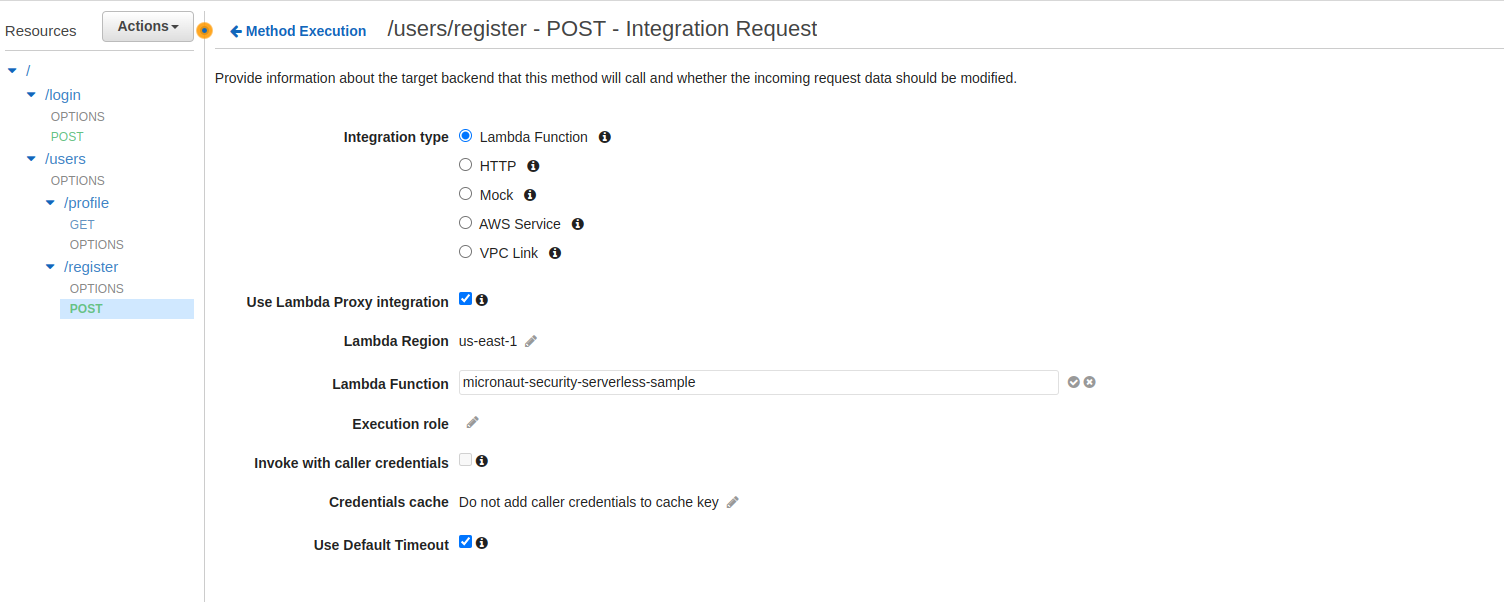 Resources
Actions
/
/login
OPTIONS
POST
/users
OPTIONS
/profile
GET
OPTIONS
/register
OPTIONS
POST
Method Execution /users/register - POST - Integration Request
Provide information about the target backend that this method will call and whether the incoming request data should be modified.
Integration type Lambda Function
HTTP
Mock
AWS Service
VPC Link
Use Lambda Proxy integration
Lambda Region us-east-1
Lambda Function micronaut-security-serverless-sample
Execution role
Invoke with caller credentials
Credentials cache Do not add caller credentials to cache key
Use Default Timeout